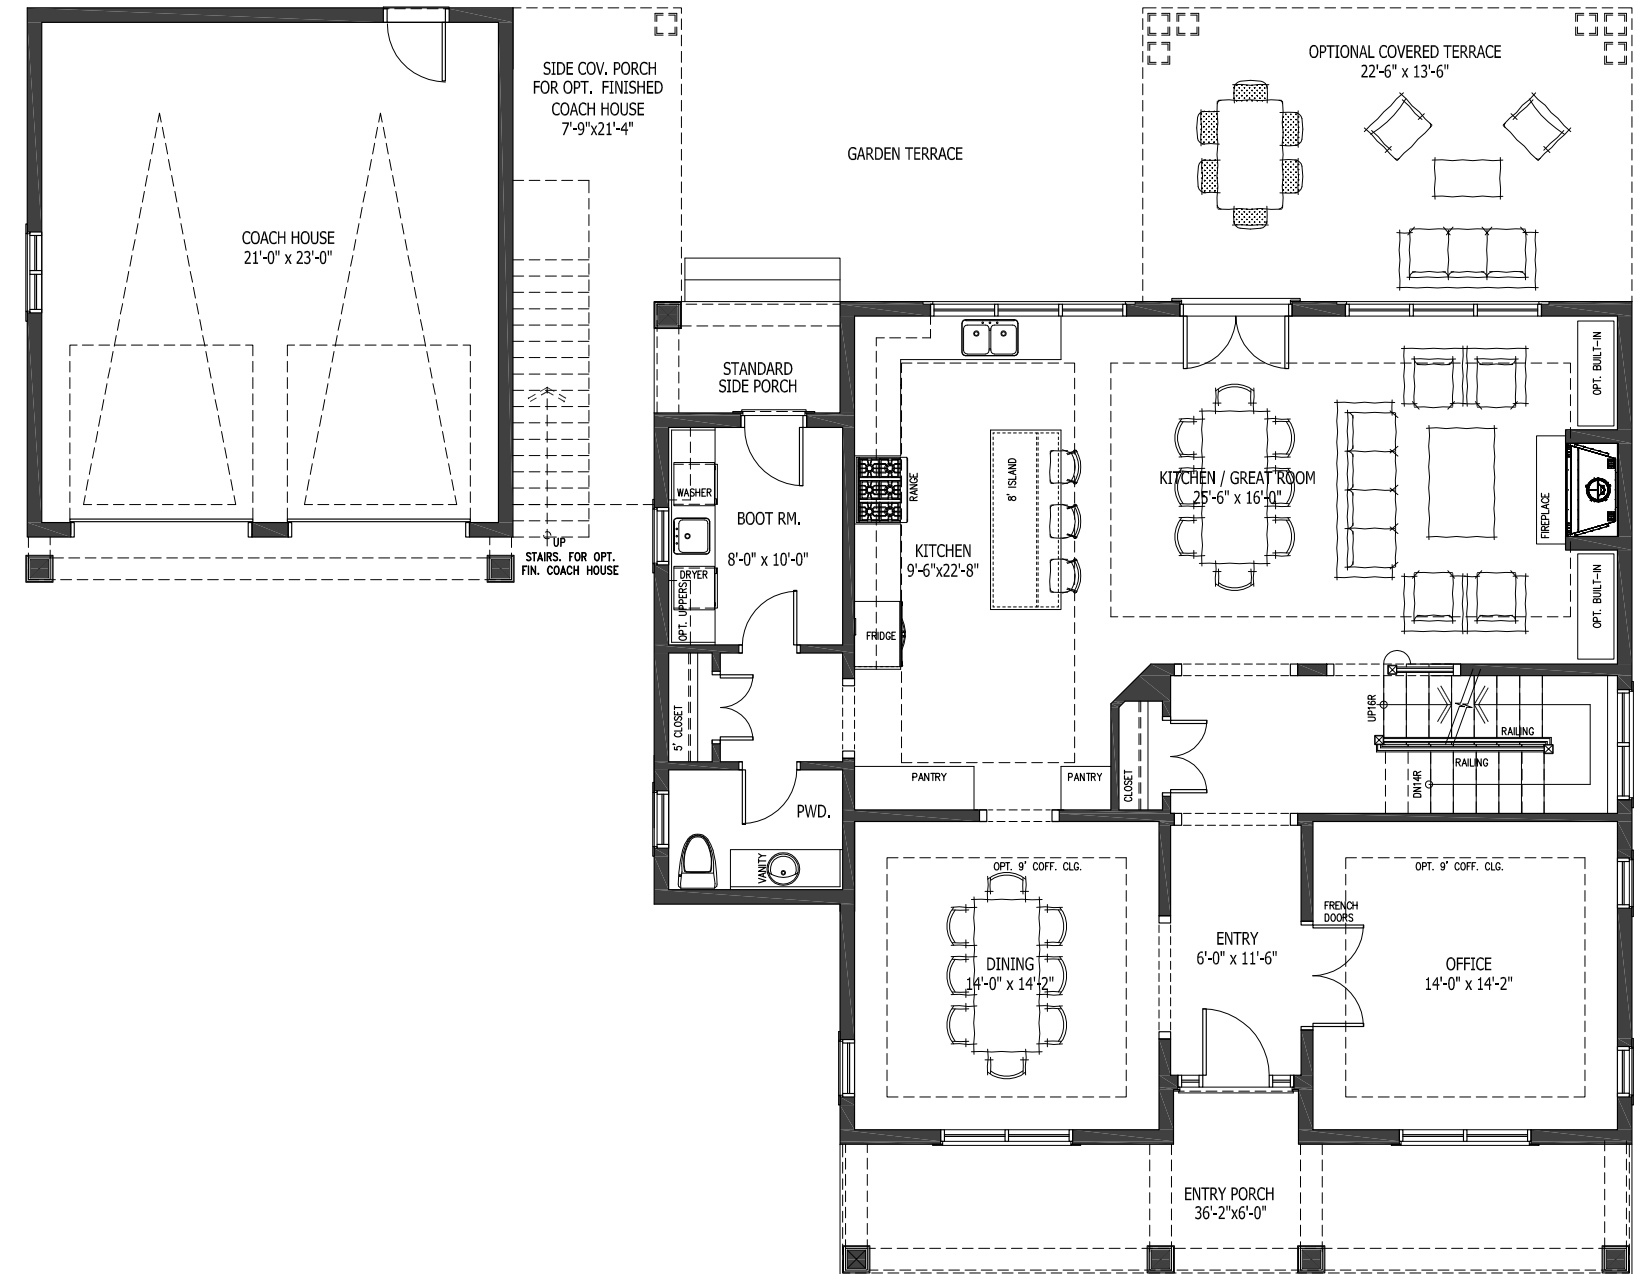 SIDE COV. PORCH
FOR OPT. FINISHED
COACH HOUSE
7'-9"x21'-4"
OPTIONAL COVERED TERRACE
22'-6" x 13'-6"
GARDEN TERRACE
COACH HOUSE
21'-0" x 23'-0"
STANDARD
SIDE PORCH
OPT. BUILT-IN
WASHER
BOOT RM.
8'-0" x 10'-0"
DRYER
OPT. UPPERS
UP
STAIRS. FOR OPT.
FIN. COACH HOUSE
RANGE
8' ISLAND
KITCHEN / GREAT ROOM
25'-6" x 16'-0"
FIREPLACE
KITCHEN
9'-6"x22'-8"
FRIDGE
OPT. BUILT-IN
5' CLOSET
UP16R
RAILING
RAILING
DN14R
PANTRY
PANTRY
CLOSET
PWD.
VANITY
OPT. 9' COFF. CLG.
OPT. 9' COFF. CLG.
FRENCH
DOORS
ENTRY
6'-0" x 11'-6"
DINING
14'-0" x 14'-2"
OFFICE
14'-0" x 14'-2"
ENTRY PORCH
36'-2"x6'-0"